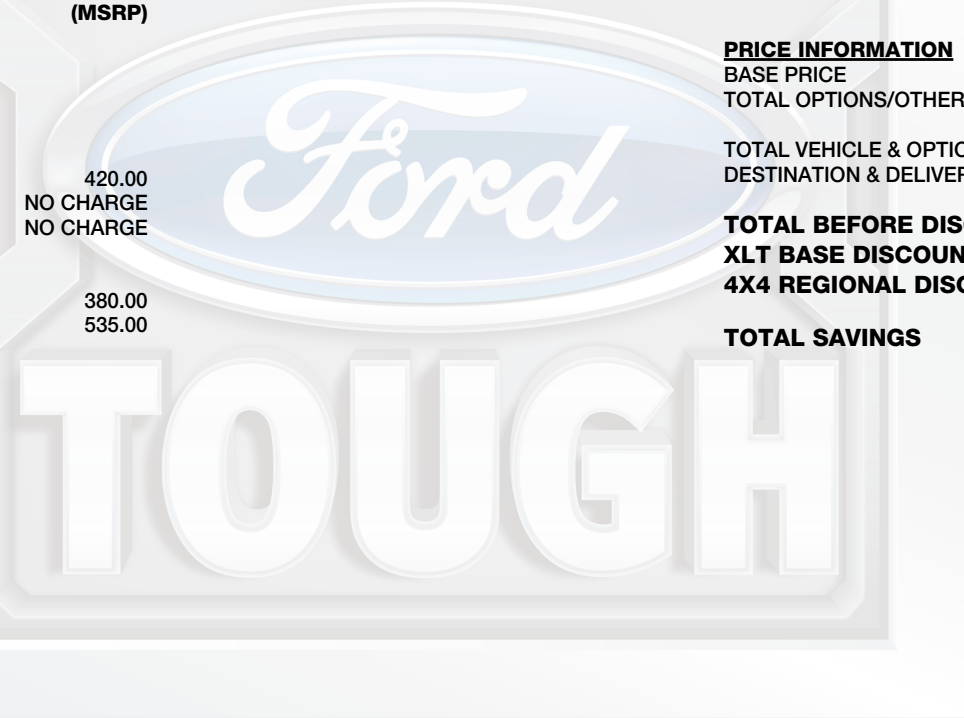 (MSRP)
420.00
NO CHARGE
NO CHARGE
380.00
535.00
Ford
TOUGH
PRICE INFORMATION
BASE PRICE
TOTAL OPTIONS/OTHER
TOTAL VEHICLE & OPTIO
DESTINATION & DELIVER
TOTAL BEFORE DISC
XLT BASE DISCOUN
4X4 REGIONAL DISC
TOTAL SAVINGS